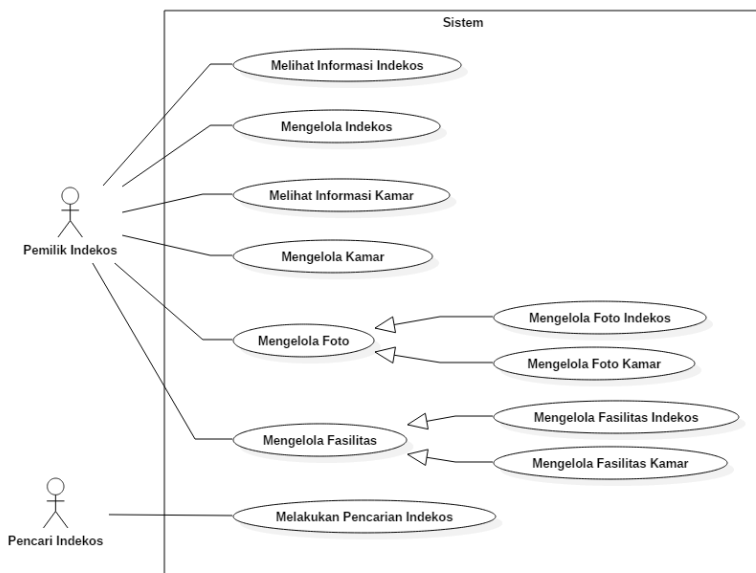 Sistem
Melihat Informasi Indekos
Mengelola Indekos
Melihat Informasi Kamar
Pemilik Indekos
Mengelola Kamar
Mengelola Foto
Mengelola Foto Indekos
Mengelola Foto Kamar
Mengelola Fasilitas
Mengelola Fasilitas Indekos
Mengelola Fasilitas Kamar
Pencari Indekos
Melakukan Pencarian Indekos